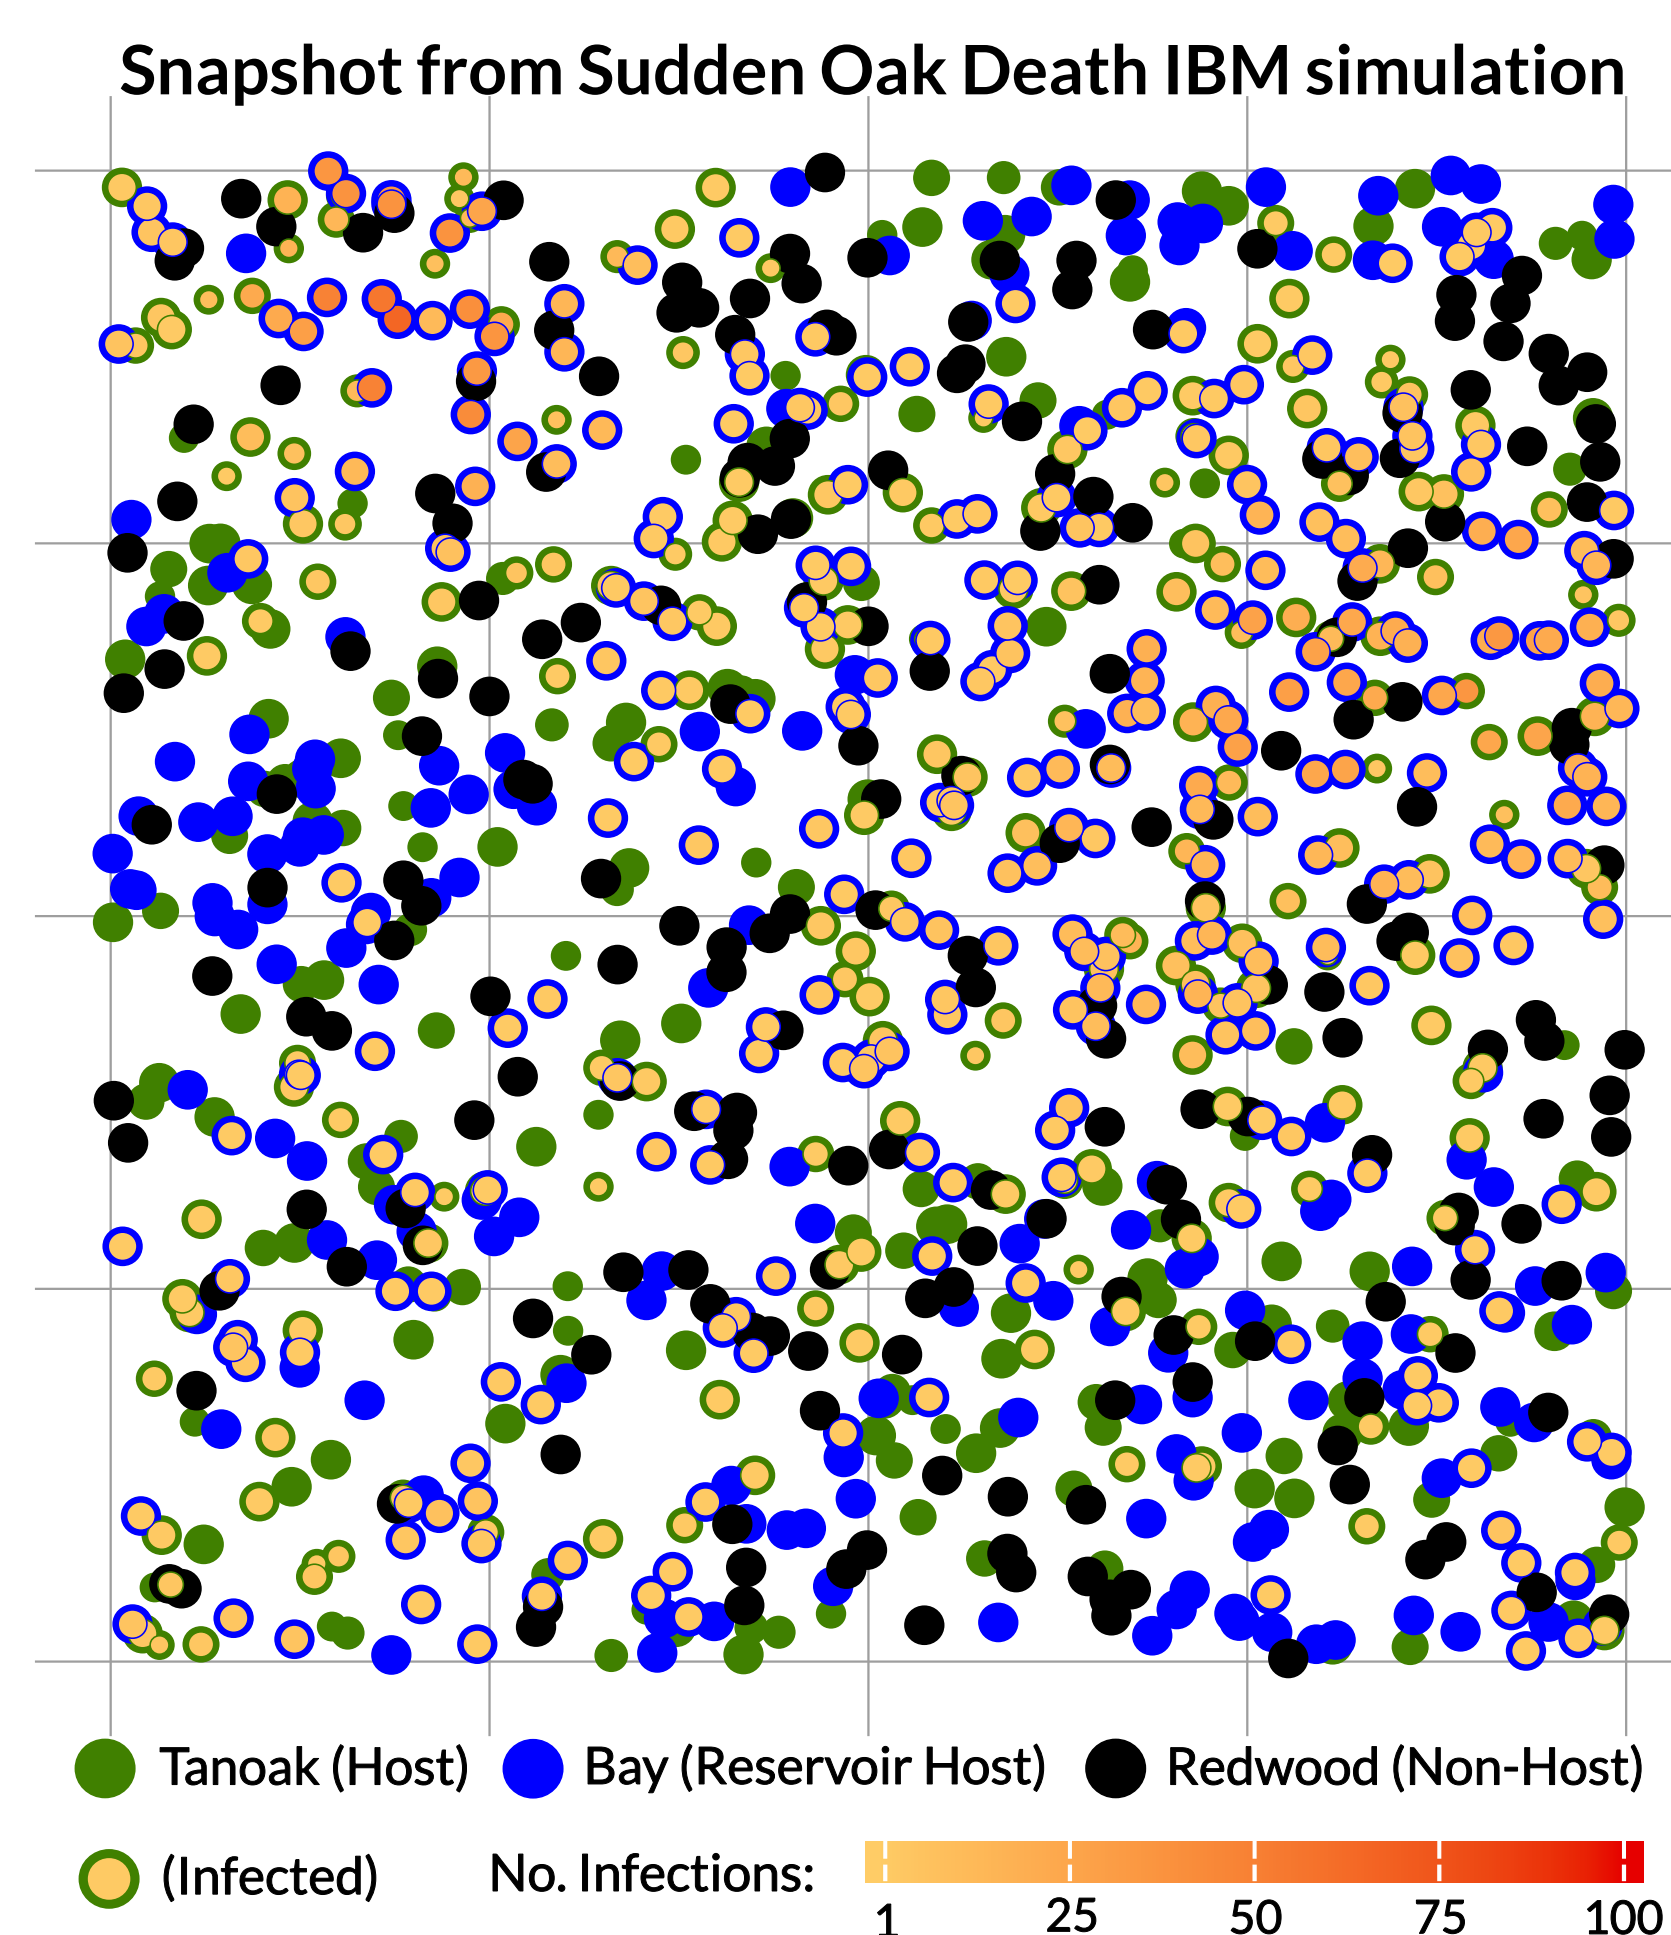 Snapshot from Sudden Oak Death IBM simulation
Tanoak (Host) Bay (Reservoir Host) Redwood (Non-Host)
(Infected) No. Infections:
1 25 50 75 100